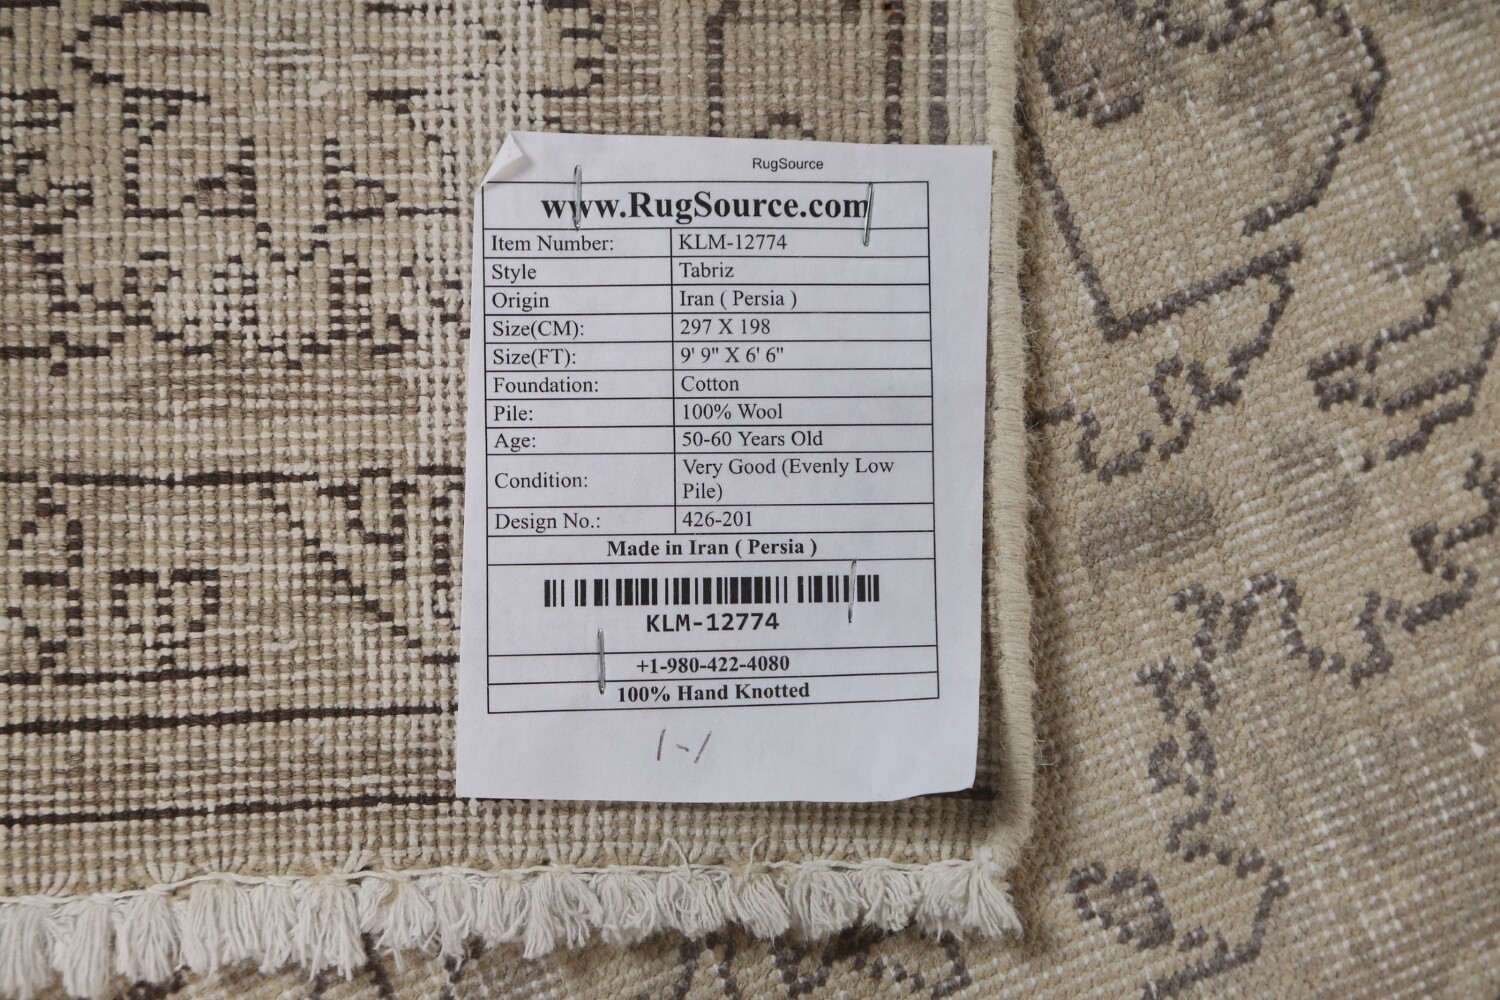 RugSource
www.RugSource.com
Item Number: KLM-12774
Style Tabriz
Origin Iran ( Persia )
Size(CM): 297 X 198
Size(FT): 9' 9" X 6' 6"
Foundation: Cotton
Pile: 100% Wool
Age: 50-60 Years Old
Condition: Very Good (Evenly Low
Pile)
Design No.: 426-201
Made in Iran ( Persia )
KLM-12774
+1-980-422-4080
100% Hand Knotted